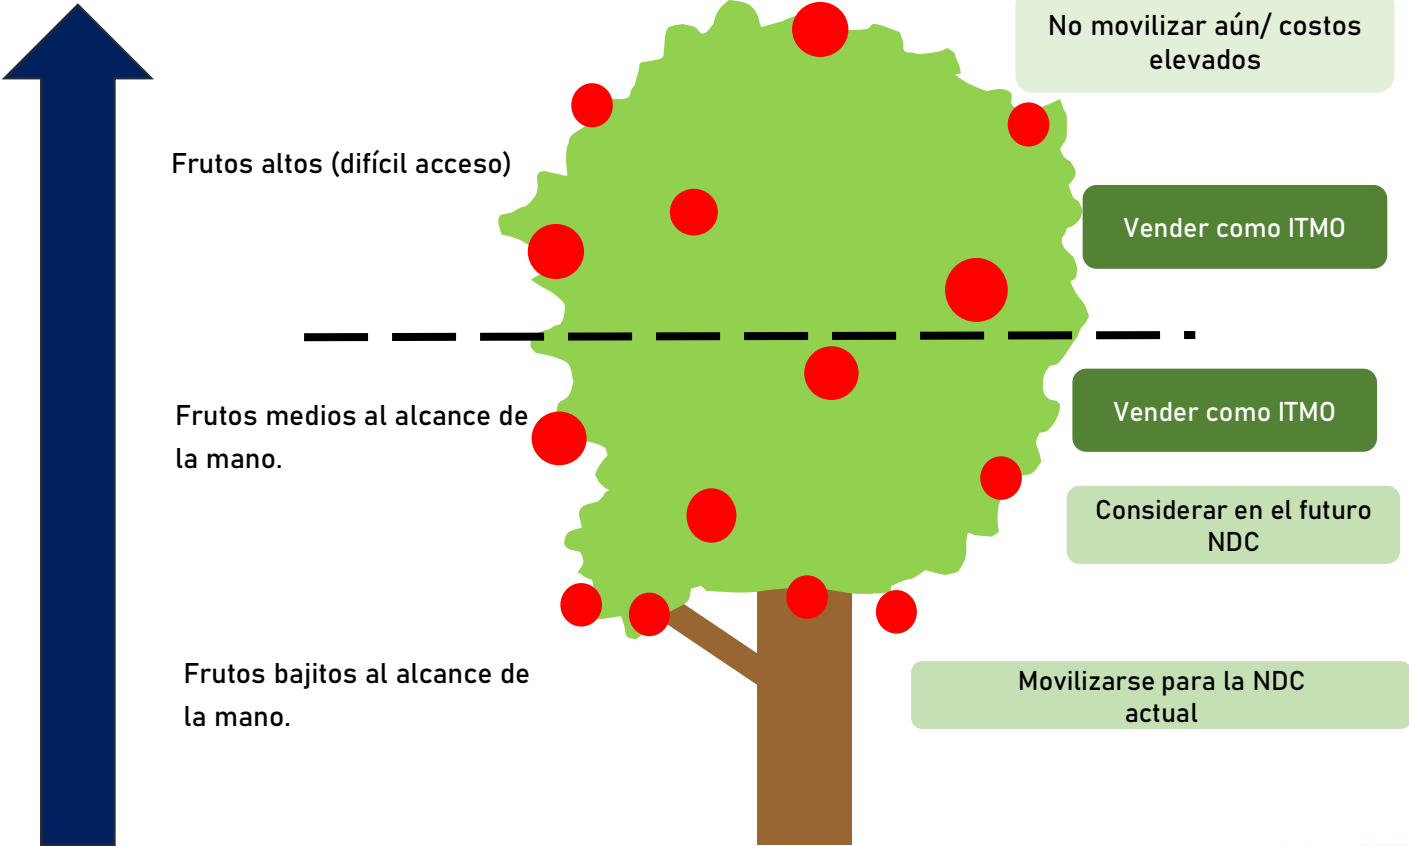 No movilizar aún/ costos
elevados
Frutos altos (difícil acceso)
Vender como ITMO
Vender como ITMO
Frutos medios al alcance de
la mano.
Considerar en el futuro
NDC
Frutos bajitos al alcance de
la mano.
Movilizarse para la NDC
actual